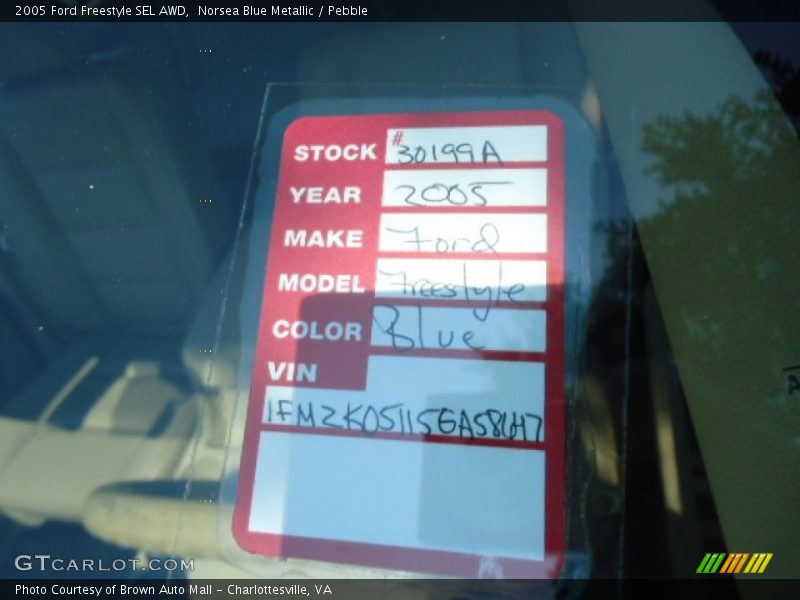 2005 Ford Freestyle SEL AWD,  Norsea Blue Metallic / Pebble
STOCK # 30199A
YEAR 2005
MAKE Ford
MODEL Freestyle
COLOR Blue
VIN
GTCARLOT.COM
Photo Courtesy of Brown Auto Mall - Charlottesville, VA